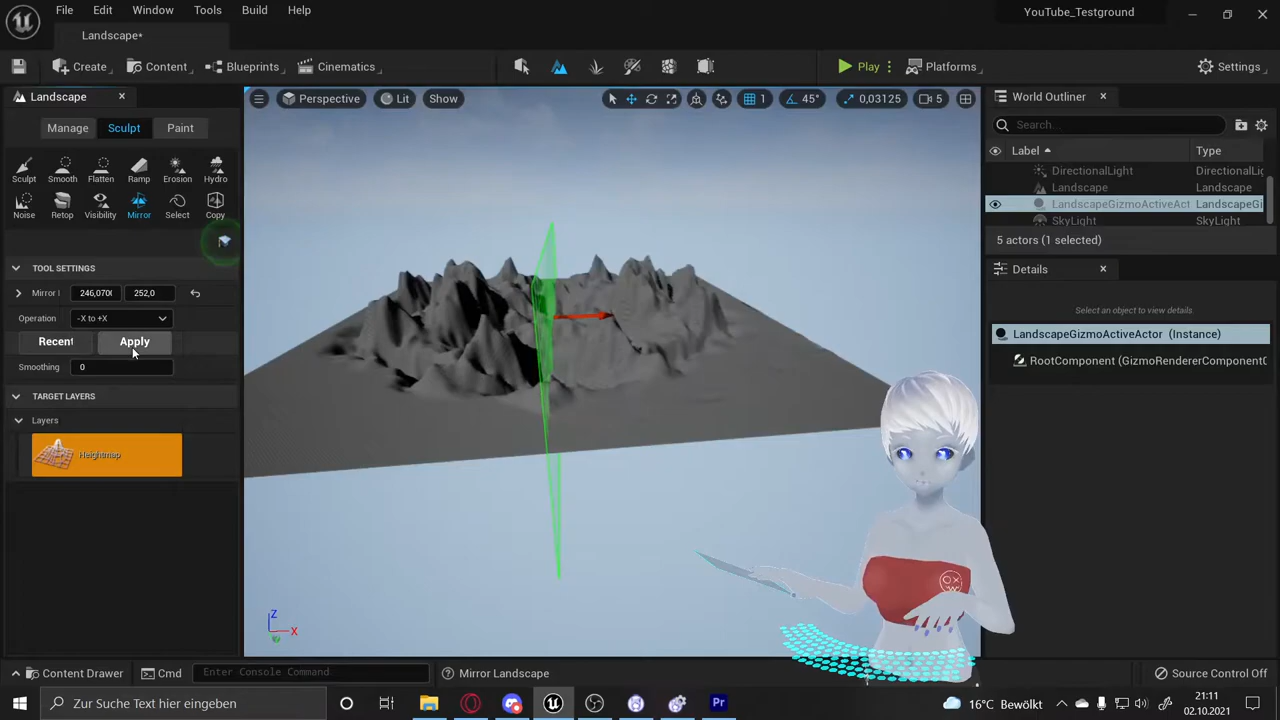 File Edit Window Tools Build Help
YouTube_Testground
Landscape*
Create Content Blueprints Cinematics Play Platforms Settings
Landscape
Perspective Lit Show 1 45° 0,03125 5
World Outliner
Manage Sculpt Paint
Search...
Label Type
Sculpt Smooth Flatten Ramp Erosion Hydro
DirectionalLight DirectionalLig
Landscape Landscape
Noise Retop Visibility Mirror Select Copy
LandscapeGizmoActiveAct LandscapeGi
SkyLight SkyLight
5 actors (1 selected)
TOOL SETTINGS
Details
Mirror 246,070 252,0
Select an object to view details.
Operation -X to +X
LandscapeGizmoActiveActor (Instance)
Recent Apply
RootComponent (GizmoRendererComponent0
Smoothing 0
TARGET LAYERS
Layers
Heightmap
Z
X
Content Drawer Cmd Enter Console Command Mirror Landscape Source Control Off
Zur Suche Text hier eingeben
Pr
16°C Bewölkt
21:11
02.10.2021